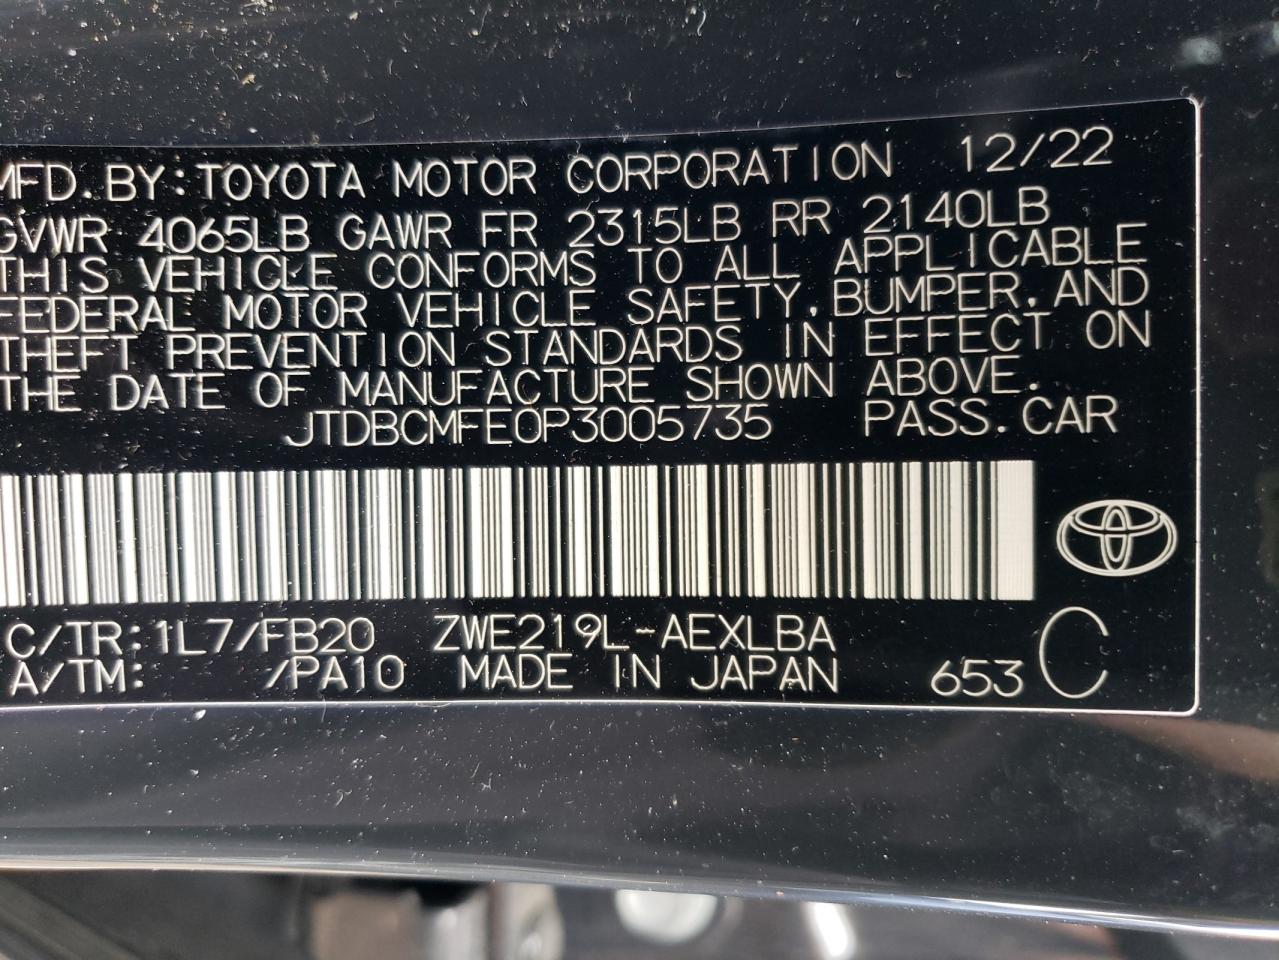 MFD. BY: TOYOTA MOTOR CORPORATION 12/22
GVWR 4065LB GAWR FR 2315LB RR 2140LB
THIS VEHICLE CONFORMS TO ALL APPLICABLE
FEDERAL MOTOR VEHICLE SAFETY, BUMPER, AND
THEFT PREVENTION STANDARDS IN EFFECT ON
THE DATE OF MANUFACTURE SHOWN ABOVE.
JTDBCMFE0P3005735 PASS. CAR
C/TR: 1L7/FB20 ZWE219L-AEXLBA
A/TM: /PA10 MADE IN JAPAN 653 C